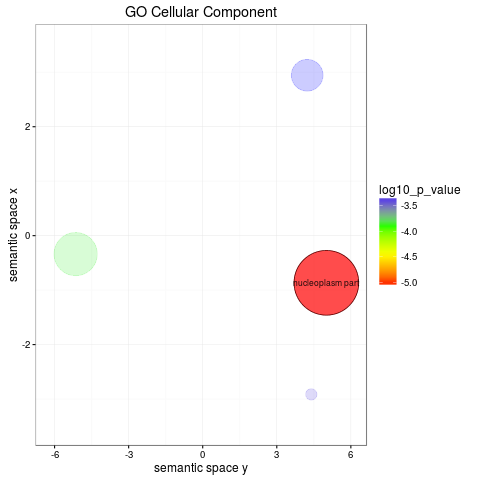 GO Cellular Component
semantic space x
2
0
-2
nucleoplasm part
-6
-3
0
3
6
semantic space y
log10_p_value
-3.5
-4.0
-4.5
-5.0